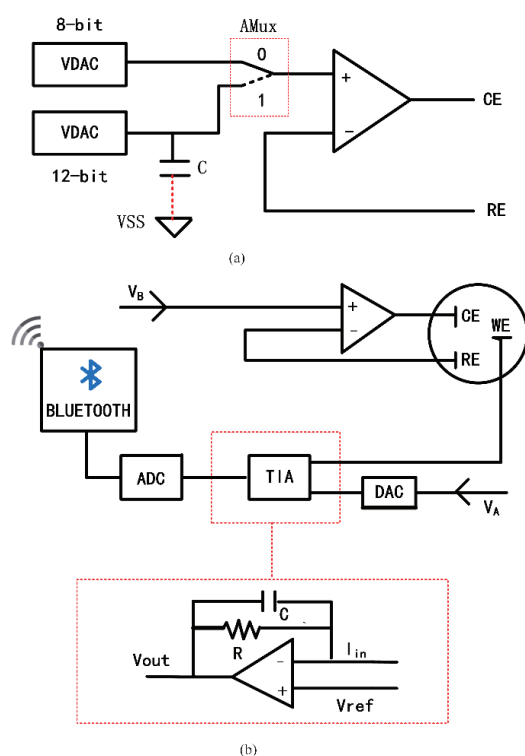 8-bit
AMux
VDAC
0
+
CE
1
VDAC
−
12-bit
C
VSS
RE
(a)
VB
+
CE
WE
−
RE
BLUETOOTH
ADC
TIA
DAC
VA
C
R
Vout
-
Iin
+
Vref
(b)